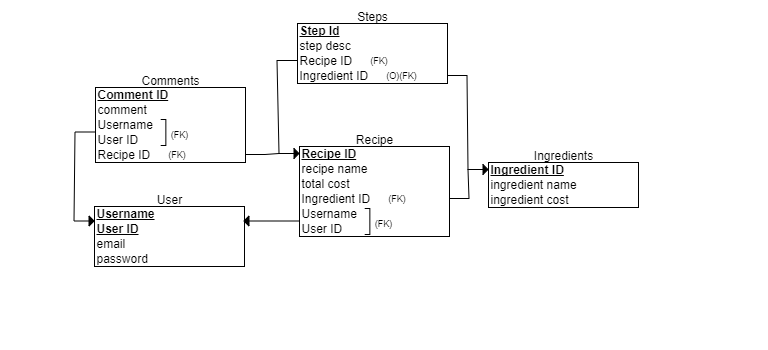 Steps
Step Id
step desc
Recipe ID (FK)
Ingredient ID (O)(FK)
Comments
Comment ID
comment
Username
User ID
(FK)
Recipe ID (FK)
Recipe
Recipe ID
recipe name
total cost
Ingredient ID (FK)
Username
User ID
(FK)
Ingredients
Ingredient ID
ingredient name
ingredient cost
User
Username
User ID
email
password